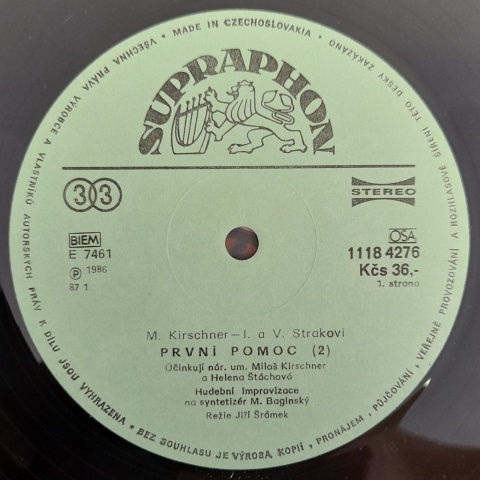 • MADE IN CZECHOSLOVAKIA •
VŠECHNA PRÁVA VÝROBCE A VLASTNÍKŮ AUTORSKÝCH PRÁV K DÍLU JSOU VYHRAZENA • BEZ SOUHLASU JE VÝROBA KOPIÍ, PRONÁJEM, PŮJČOVÁNÍ, VEŘEJNÉ PROVOZOVÁNÍ A ROZHLASOVÉ ŠÍŘENÍ TÉTO DESKY ZAKÁZÁNO
SUPRAPHON
33
STEREO
BIEM
E 7461
℗ 1986
87 1
OSA
1118 4276
Kčs 36,-
1. strana
M. Kirschner — I. a V. Strakovi
PRVNÍ POMOC (2)
Účinkují nár. um. Miloš Kirschner
a Helena Štáchová
Hudební improvizace
na syntetizér M. Baginský
Režie Jiří Šrámek